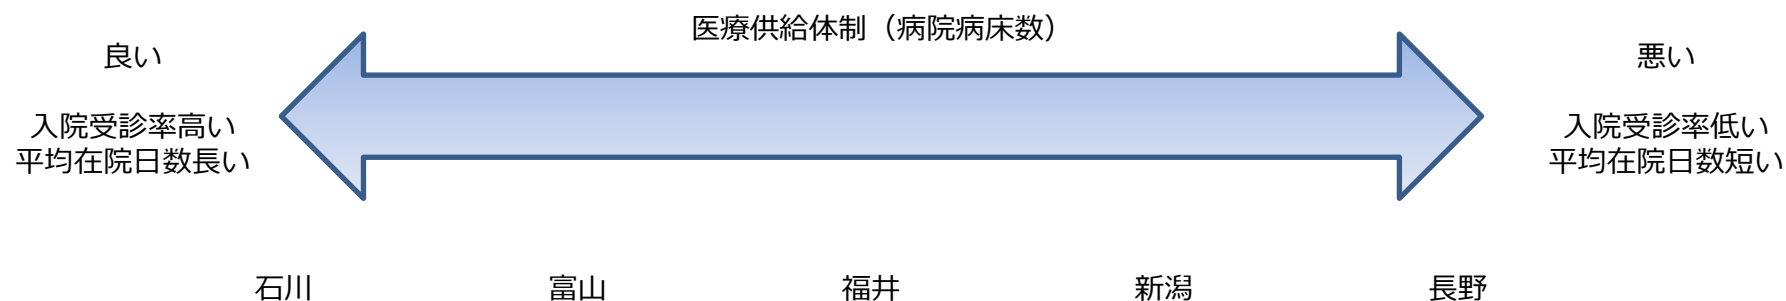 医療供給体制（病院病床数）
良い
入院受診率高い
平均在院日数長い
悪い
入院受診率低い
平均在院日数短い
石川 富山 福井 新潟 長野